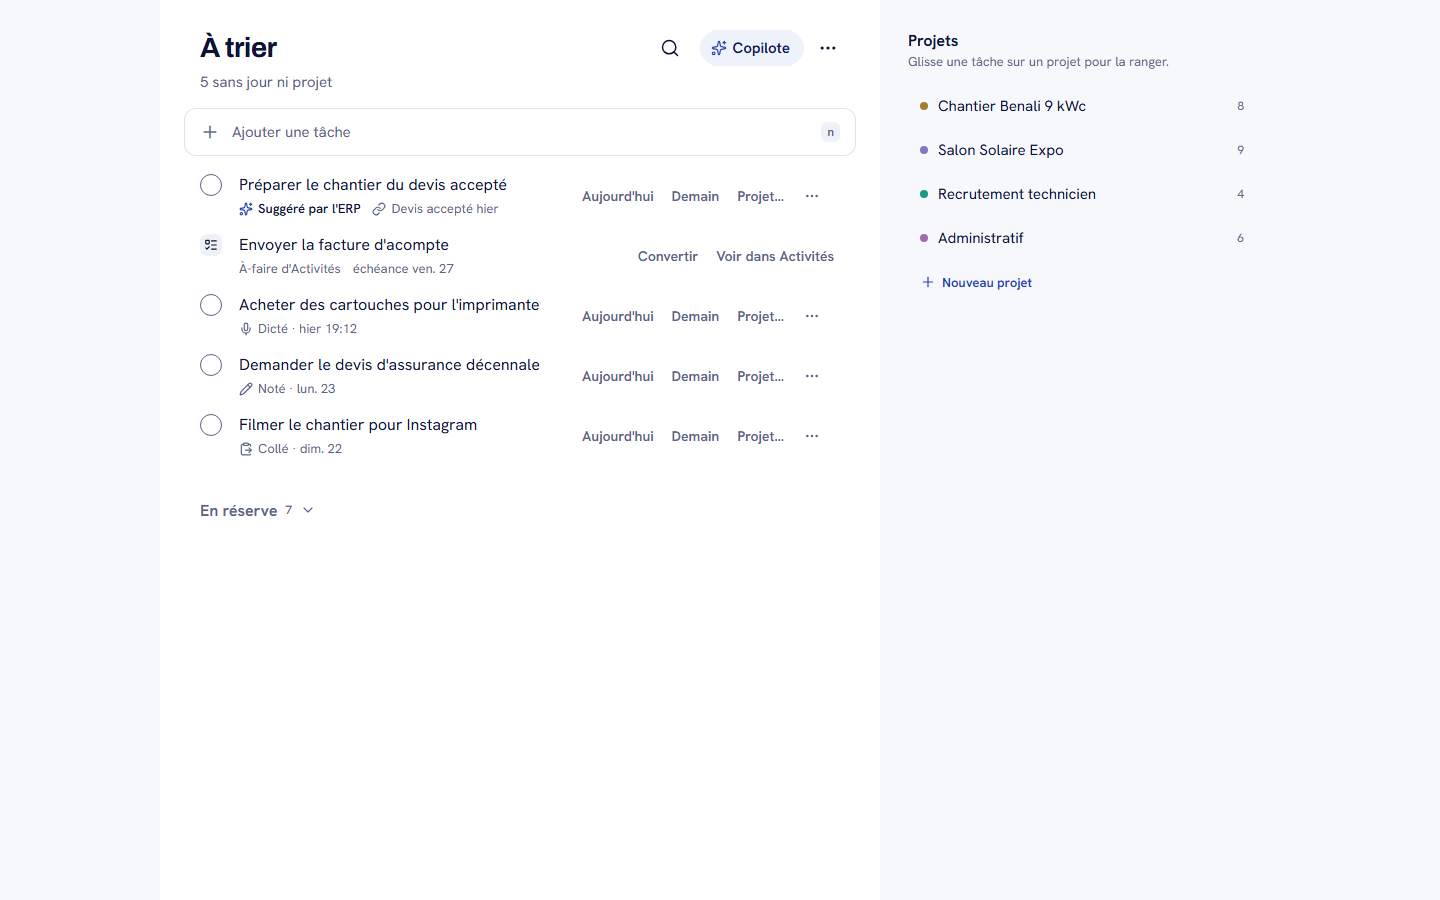 À trier
Copilote
5 sans jour ni projet
Ajouter une tâche
n
Préparer le chantier du devis accepté
Suggéré par l'ERP Devis accepté hier
Aujourd'hui Demain Projet...
Envoyer la facture d'acompte
À-faire d'Activités échéance ven. 27
Convertir Voir dans Activités
Acheter des cartouches pour l'imprimante
Dicté · hier 19:12
Aujourd'hui Demain Projet...
Demander le devis d'assurance décennale
Noté · lun. 23
Aujourd'hui Demain Projet...
Filmer le chantier pour Instagram
Collé · dim. 22
Aujourd'hui Demain Projet...
En réserve 7
Projets
Glisse une tâche sur un projet pour la ranger.
Chantier Benali 9 kWc 8
Salon Solaire Expo 9
Recrutement technicien 4
Administratif 6
Nouveau projet